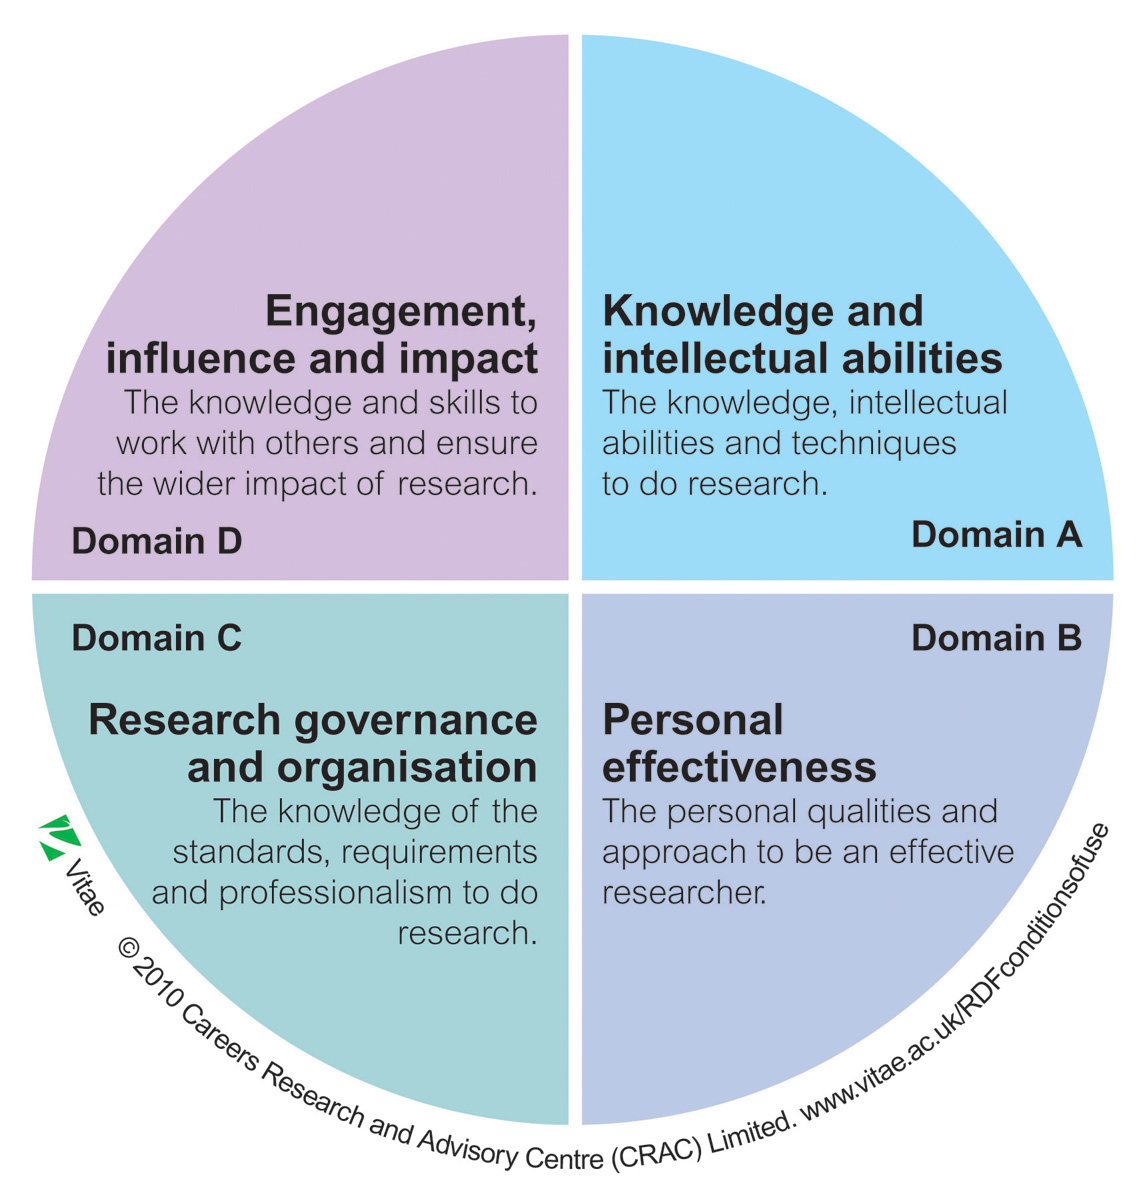 Engagement,
influence and impact
The knowledge and skills to
work with others and ensure
the wider impact of research.
Domain D
Knowledge and
intellectual abilities
The knowledge, intellectual
abilities and techniques
to do research.
Domain A
Domain C
Research governance
and organisation
The knowledge of the
standards, requirements
and professionalism to do
research.
Domain B
Personal
effectiveness
The personal qualities and
approach to be an effective
researcher.
Vitae © 2010 Careers Research and Advisory Centre (CRAC) Limited. www.vitae.ac.uk/RDFconditionsofuse